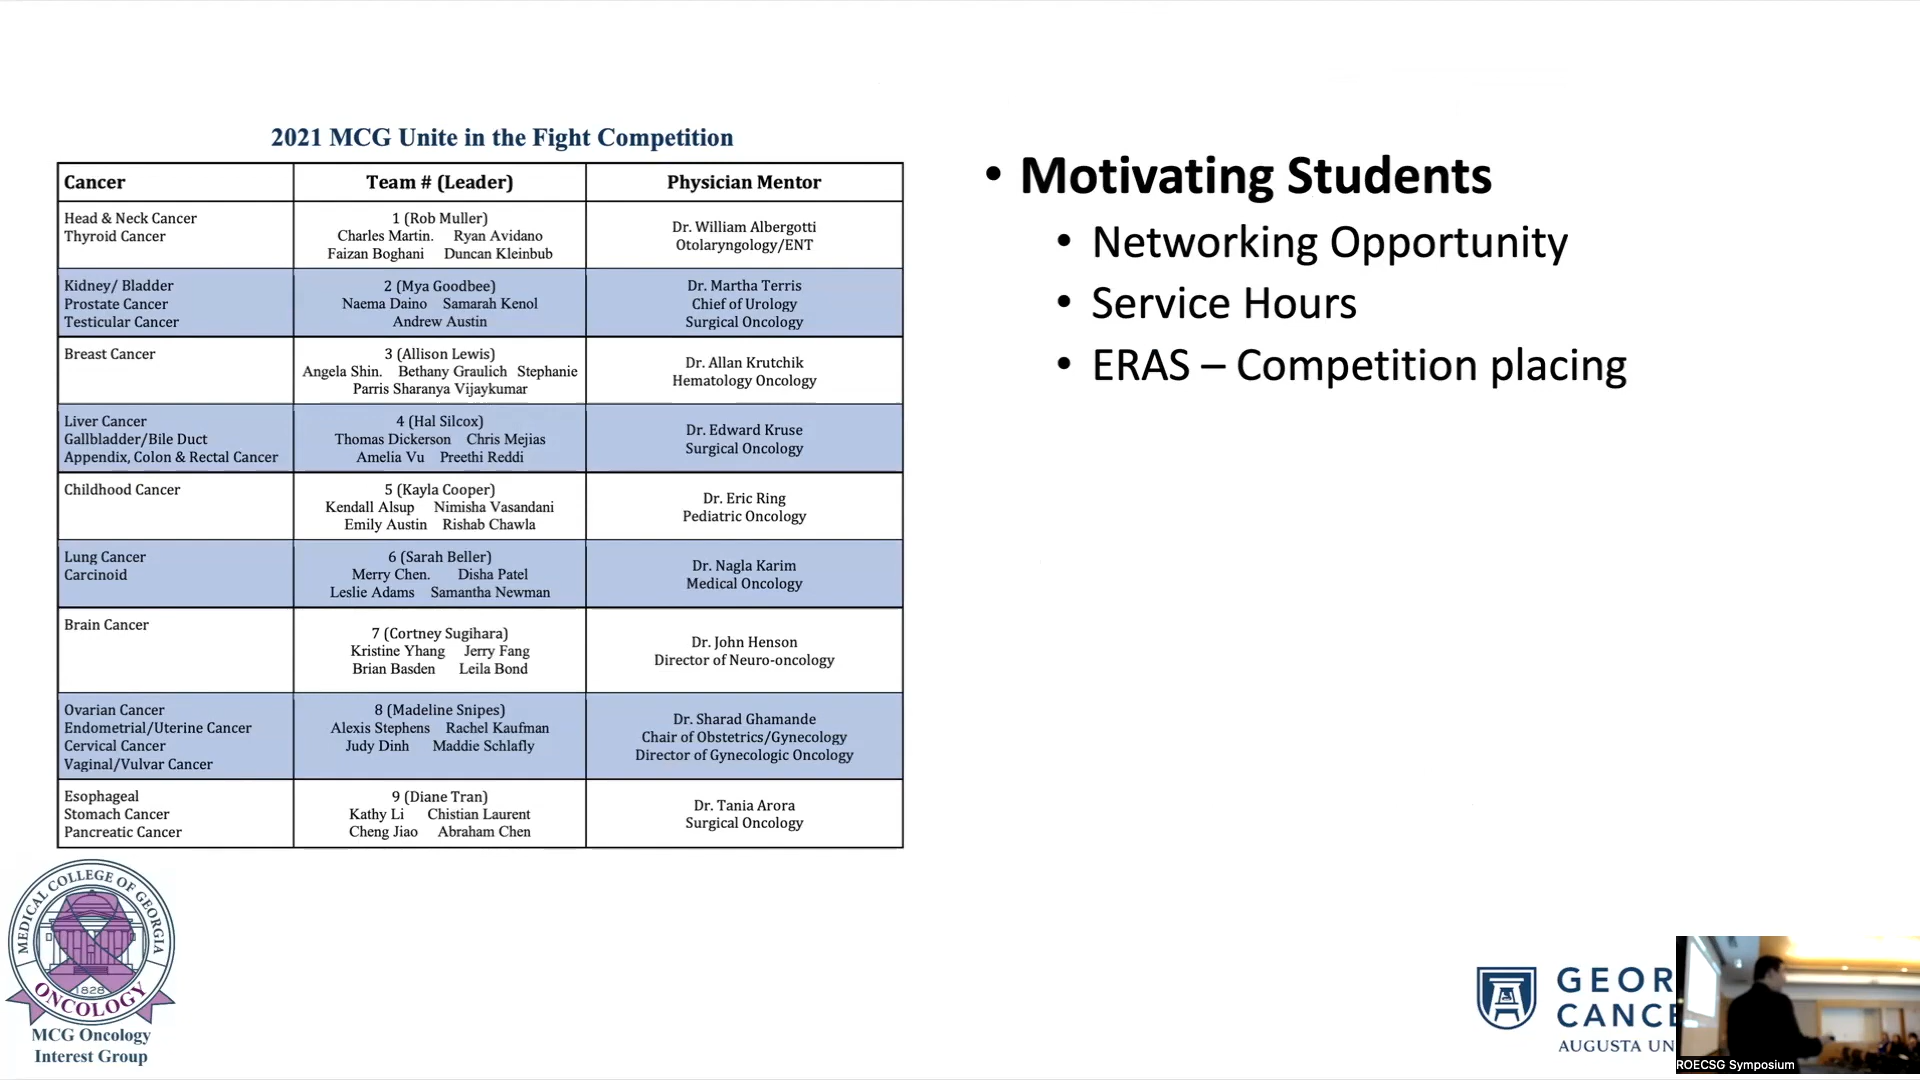 2021 MCG Unite in the Fight Competition
Cancer Team # (Leader) Physician Mentor
Head & Neck Cancer
Thyroid Cancer
1 (Rob Muller)
Charles Martin. Ryan Avidano
Faizan Boghani Duncan Kleinbub
Dr. William Albergotti
Otolaryngology/ENT
Kidney/ Bladder
Prostate Cancer
Testicular Cancer
2 (Mya Goodbee)
Naema Daino Samarah Kenol
Andrew Austin
Dr. Martha Terris
Chief of Urology
Surgical Oncology
Breast Cancer
3 (Allison Lewis)
Angela Shin. Bethany Graulich Stephanie
Parris Sharanya Vijaykumar
Dr. Allan Krutchik
Hematology Oncology
Liver Cancer
Gallbladder/Bile Duct
Appendix, Colon & Rectal Cancer
4 (Hal Silcox)
Thomas Dickerson Chris Mejias
Amelia Vu Preethi Reddi
Dr. Edward Kruse
Surgical Oncology
Childhood Cancer
5 (Kayla Cooper)
Kendall Alsup Nimisha Vasandani
Emily Austin Rishab Chawla
Dr. Eric Ring
Pediatric Oncology
Lung Cancer
Carcinoid
6 (Sarah Beller)
Merry Chen. Disha Patel
Leslie Adams Samantha Newman
Dr. Nagla Karim
Medical Oncology
Brain Cancer
7 (Cortney Sugihara)
Kristine Yhang Jerry Fang
Brian Basden Leila Bond
Dr. John Henson
Director of Neuro-oncology
Ovarian Cancer
Endometrial/Uterine Cancer
Cervical Cancer
Vaginal/Vulvar Cancer
8 (Madeline Snipes)
Alexis Stephens Rachel Kaufman
Judy Dinh Maddie Schlafly
Dr. Sharad Ghamande
Chair of Obstetrics/Gynecology
Director of Gynecologic Oncology
Esophageal
Stomach Cancer
Pancreatic Cancer
9 (Diane Tran)
Kathy Li Chistian Laurent
Cheng Jiao Abraham Chen
Dr. Tania Arora
Surgical Oncology
• Motivating Students
• Networking Opportunity
• Service Hours
• ERAS – Competition placing
MEDICAL COLLEGE OF GEORGIA
1828
ONCOLOGY
MCG Oncology
Interest Group
GEOR
CANCE
AUGUSTA UN
ROECSG Symposium